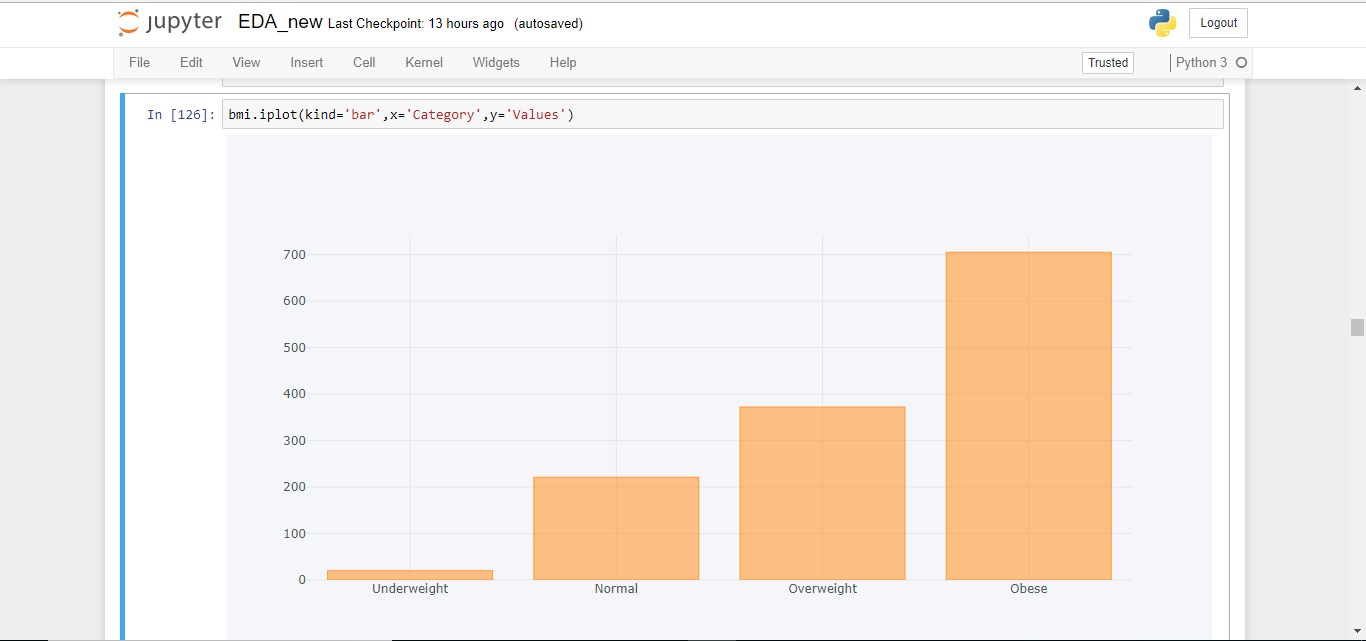 jupyter EDA_new Last Checkpoint: 13 hours ago (autosaved) Logout
File Edit View Insert Cell Kernel Widgets Help Trusted Python 3
In [126]: bmi.iplot(kind='bar',x='Category',y='Values')
700
600
500
400
300
200
100
0
Underweight Normal Overweight Obese